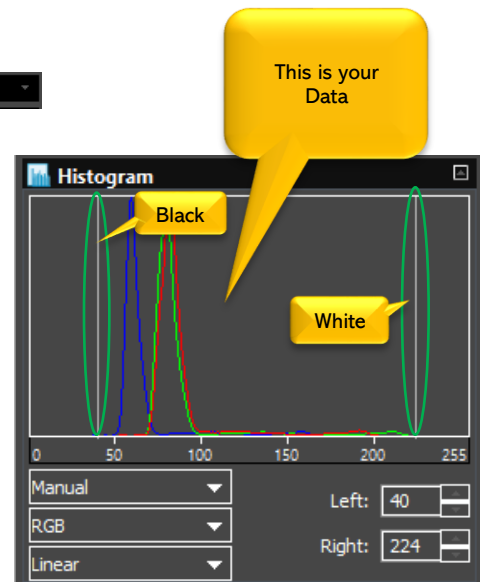 This is your
Data
Histogram
Black
White
0 50 100 150 200 255
Manual
Left: 40
RGB
Right: 224
Linear